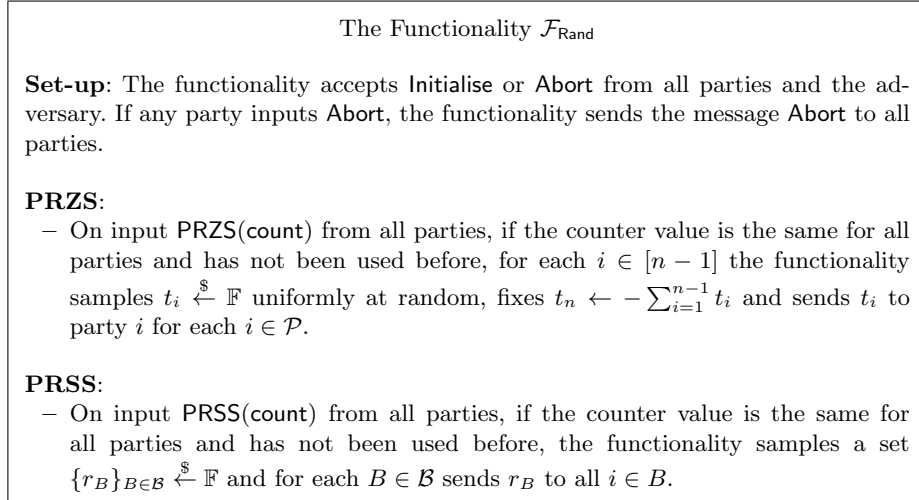 The Functionality 𝓕_Rand
Set-up: The functionality accepts Initialise or Abort from all parties and the ad-
versary. If any party inputs Abort, the functionality sends the message Abort to all
parties.
PRZS:
– On input PRZS(count) from all parties, if the counter value is the same for all
parties and has not been used before, for each i ∈ [n − 1] the functionality
samples t_i ←$ 𝔽 uniformly at random, fixes t_n ← − ∑_{i=1}^{n−1} t_i and sends t_i to
party i for each i ∈ 𝒫.
PRSS:
– On input PRSS(count) from all parties, if the counter value is the same for
all parties and has not been used before, the functionality samples a set
{r_B}_{B∈𝓑} ←$ 𝔽 and for each B ∈ 𝓑 sends r_B to all i ∈ B.